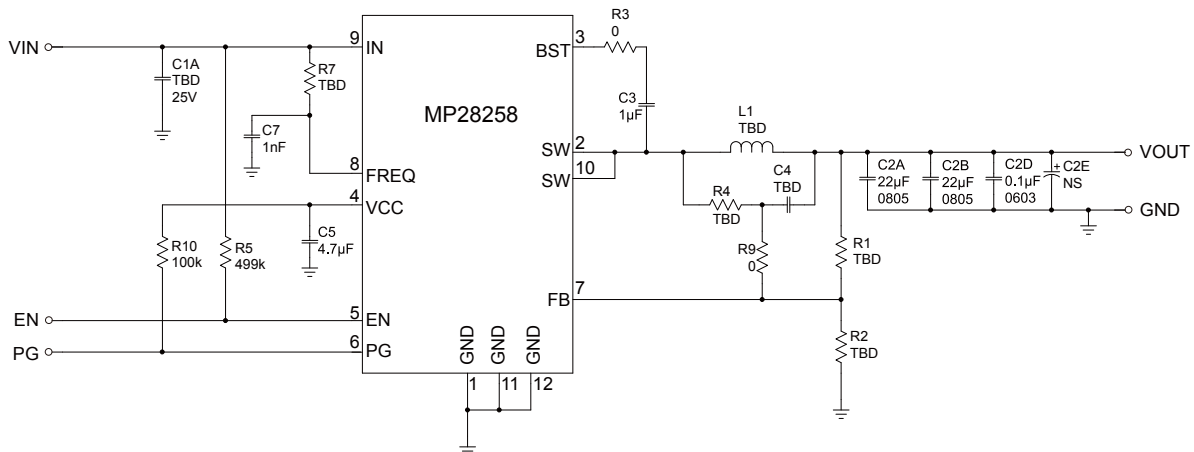 VIN
C1A
TBD
25V
R7
TBD
C7
1nF
R10
100k
R5
499k
C5
4.7µF
EN
PG
9
IN
8
FREQ
4
VCC
5
EN
6
PG
MP28258
3
BST
2
SW
10
SW
7
FB
GND
GND
GND
1
11
12
R3
0
C3
1µF
L1
TBD
R4
TBD
C4
TBD
R9
0
R1
TBD
R2
TBD
C2A
22µF
0805
C2B
22µF
0805
C2D
0.1µF
0603
+
C2E
NS
VOUT
GND